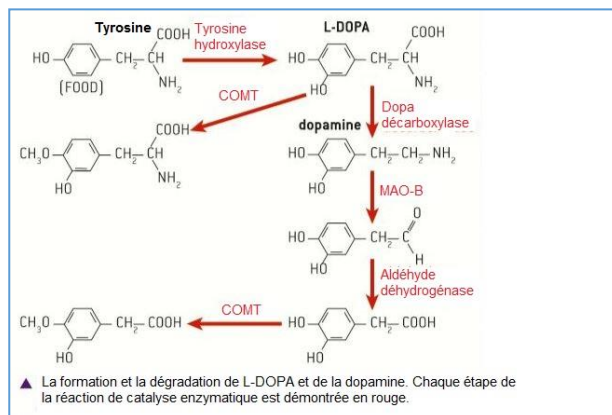 Tyrosine
Tyrosine hydroxylase
L-DOPA
HO
CH2-CH
COOH
NH2
(FOOD)
HO
HO
CH2-CH
COOH
NH2
COMT
Dopa
décarboxylase
dopamine
CH3O
HO
CH2-CH
COOH
NH2
HO
HO
CH2-CH2-NH2
MAO-B
HO
HO
CH2-C
O
H
Aldéhyde
déhydrogénase
CH3O
HO
CH2-COOH
COMT
HO
HO
CH2-COOH
▲ La formation et la dégradation de L-DOPA et de la dopamine. Chaque étape de
la réaction de catalyse enzymatique est démontrée en rouge.